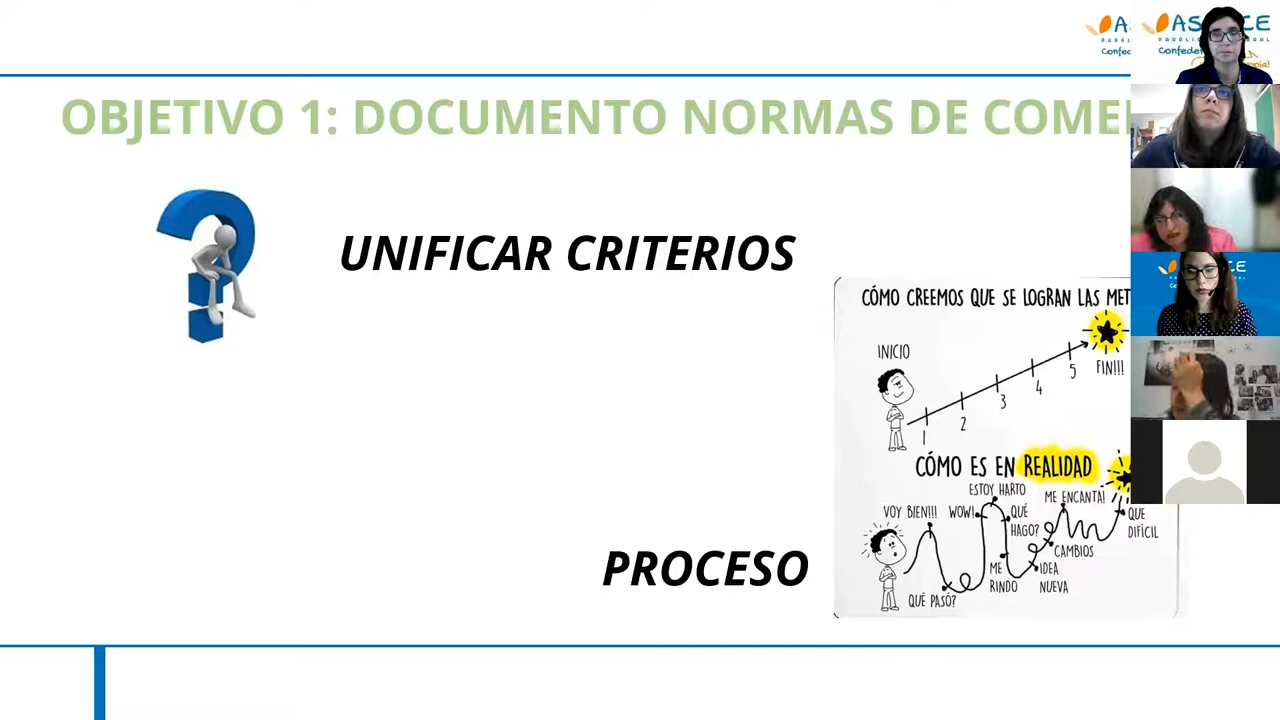 OBJETIVO 1: DOCUMENTO NORMAS DE COME
UNIFICAR CRITERIOS
CÓMO CREEMOS QUE SE LOGRAN LAS MET
INICIO
1
2
3
4
5
FIN!!!
CÓMO ES EN REALIDAD
ESTOY HARTO
VOY BIEN!!!
WOW!
QUÉ
HAGO?
ME ENCANTA!
QUE
DIFÍCIL
CAMBIOS
ME
RINDO
IDEA
NUEVA
QUÉ PASÓ?
PROCESO